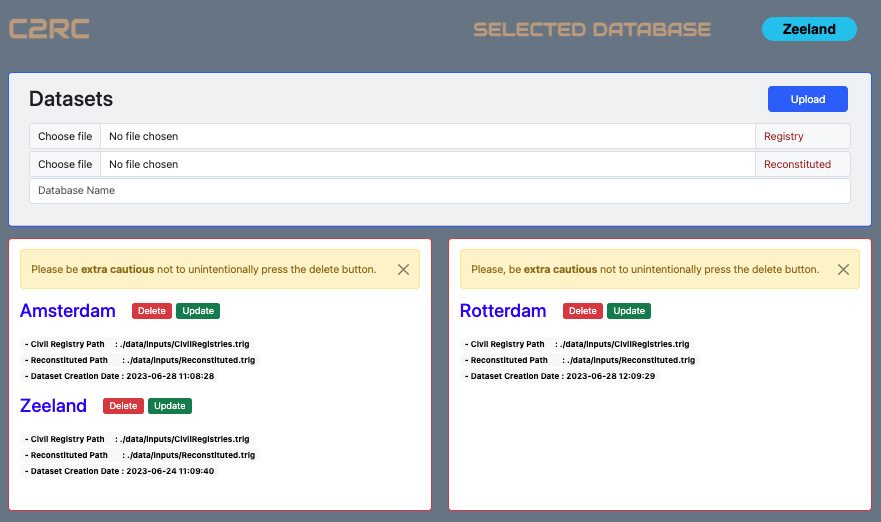 C2RC
SELECTED DATABASE
Zeeland
Datasets
Upload
Choose file No file chosen Registry
Choose file No file chosen Reconstituted
Database Name
Please be extra cautious not to unintentionally press the delete button.
Amsterdam Delete Update
- Civil Registry Path : ./data/inputs/CivilRegistries.trig
- Reconstituted Path : ./data/inputs/Reconstituted.trig
- Dataset Creation Date : 2023-06-28 11:08:28
Zeeland Delete Update
- Civil Registry Path : ./data/inputs/CivilRegistries.trig
- Reconstituted Path : ./data/inputs/Reconstituted.trig
- Dataset Creation Date : 2023-06-24 11:09:40
Please, be extra cautious not to unintentionally press the delete button.
Rotterdam Delete Update
- Civil Registry Path : ./data/inputs/CivilRegistries.trig
- Reconstituted Path : ./data/inputs/Reconstituted.trig
- Dataset Creation Date : 2023-06-28 12:09:29